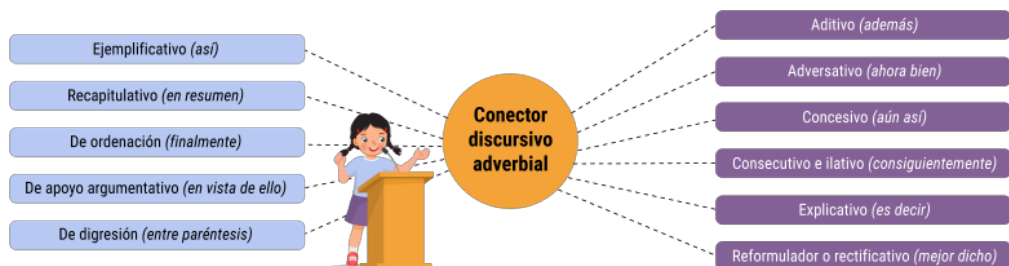 Ejemplificativo (así)
Recapitulativo (en resumen)
De ordenación (finalmente)
De apoyo argumentativo (en vista de ello)
De digresión (entre paréntesis)
Conector
discursivo
adverbial
Aditivo (además)
Adversativo (ahora bien)
Concesivo (aún así)
Consecutivo e ilativo (consiguientemente)
Explicativo (es decir)
Reformulador o rectificativo (mejor dicho)